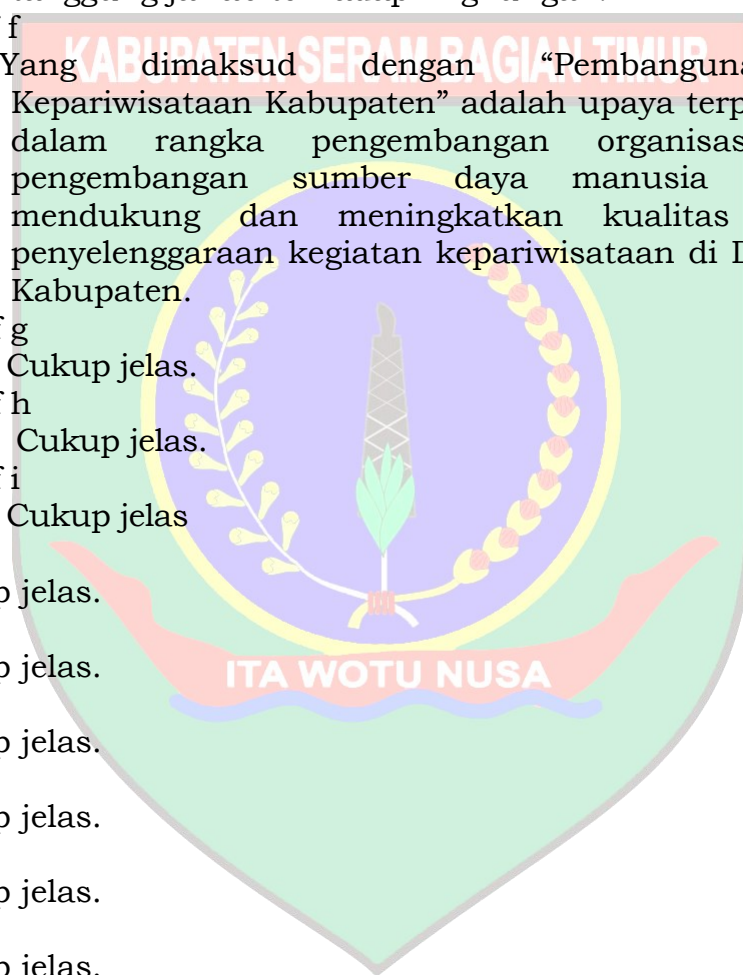 f
KABUPATEN SERAM BAGIAN TIMUR
Yang dimaksud dengan “Pembanguna
Kepariwisataan Kabupaten” adalah upaya terp
dalam rangka pengembangan organisas
pengembangan sumber daya manusia
mendukung dan meningkatkan kualitas
penyelenggaraan kegiatan kepariwisataan di D
Kabupaten.
f g
Cukup jelas.
f h
Cukup jelas.
f i
Cukup jelas
p jelas.
p jelas.
ITA WOTU NUSA
p jelas.
p jelas.
p jelas.
p jelas.